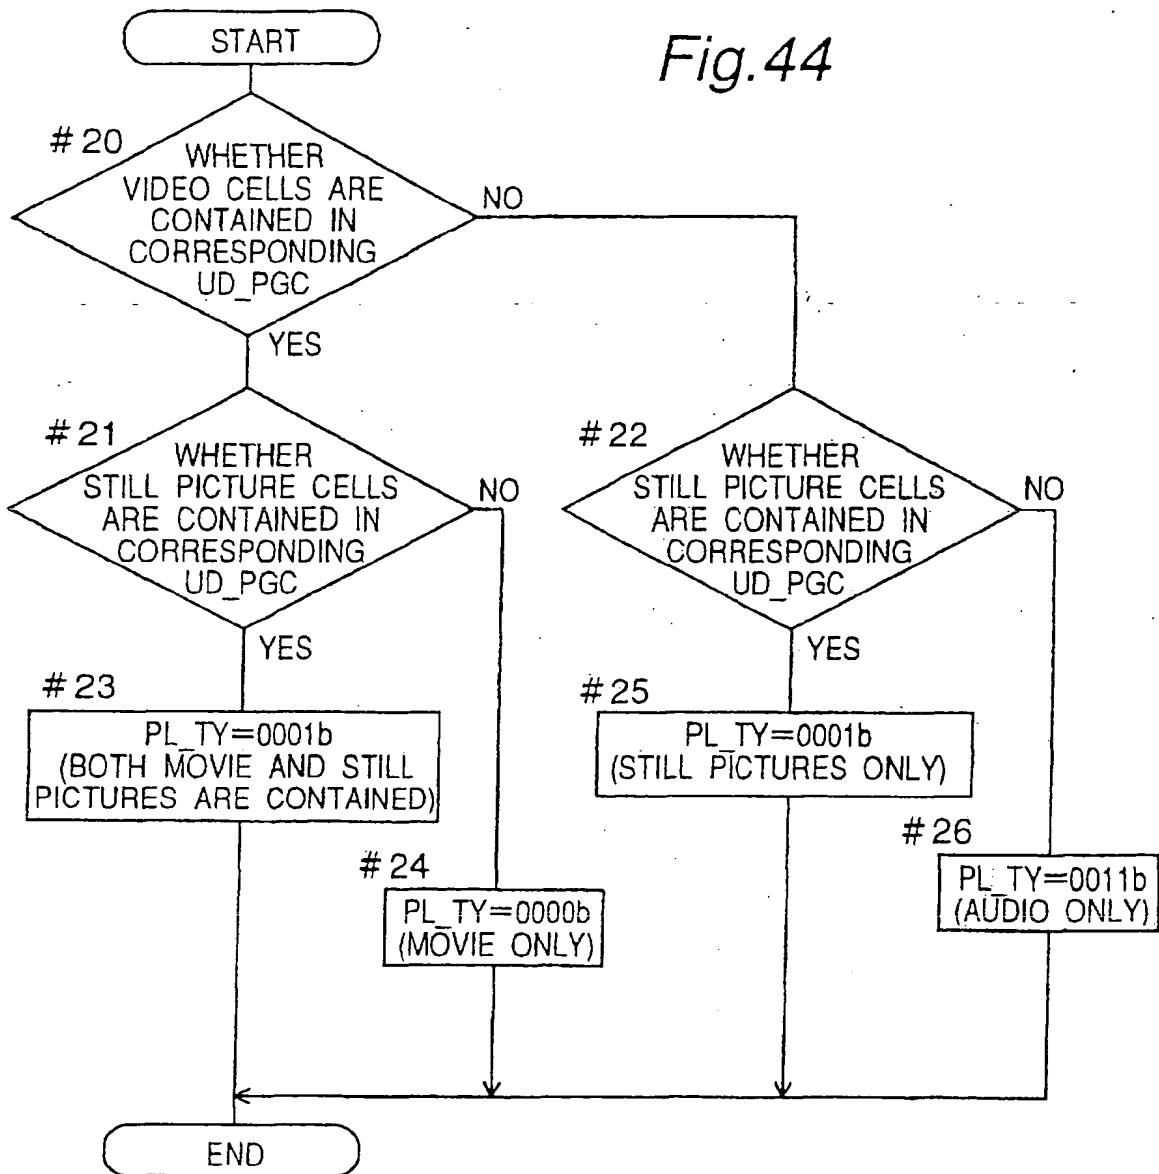 START
Fig.44
#20
WHETHER
VIDEO CELLS ARE
CONTAINED IN
CORRESPONDING
UD_PGC
NO
YES
#21
WHETHER
STILL PICTURE CELLS
ARE CONTAINED IN
CORRESPONDING
UD_PGC
NO
YES
#22
WHETHER
STILL PICTURE CELLS
ARE CONTAINED IN
CORRESPONDING
UD_PGC
NO
YES
#23
PL_TY=0001b
(BOTH MOVIE AND STILL
PICTURES ARE CONTAINED)
#24
PL_TY=0000b
(MOVIE ONLY)
#25
PL_TY=0001b
(STILL PICTURES ONLY)
#26
PL_TY=0011b
(AUDIO ONLY)
END